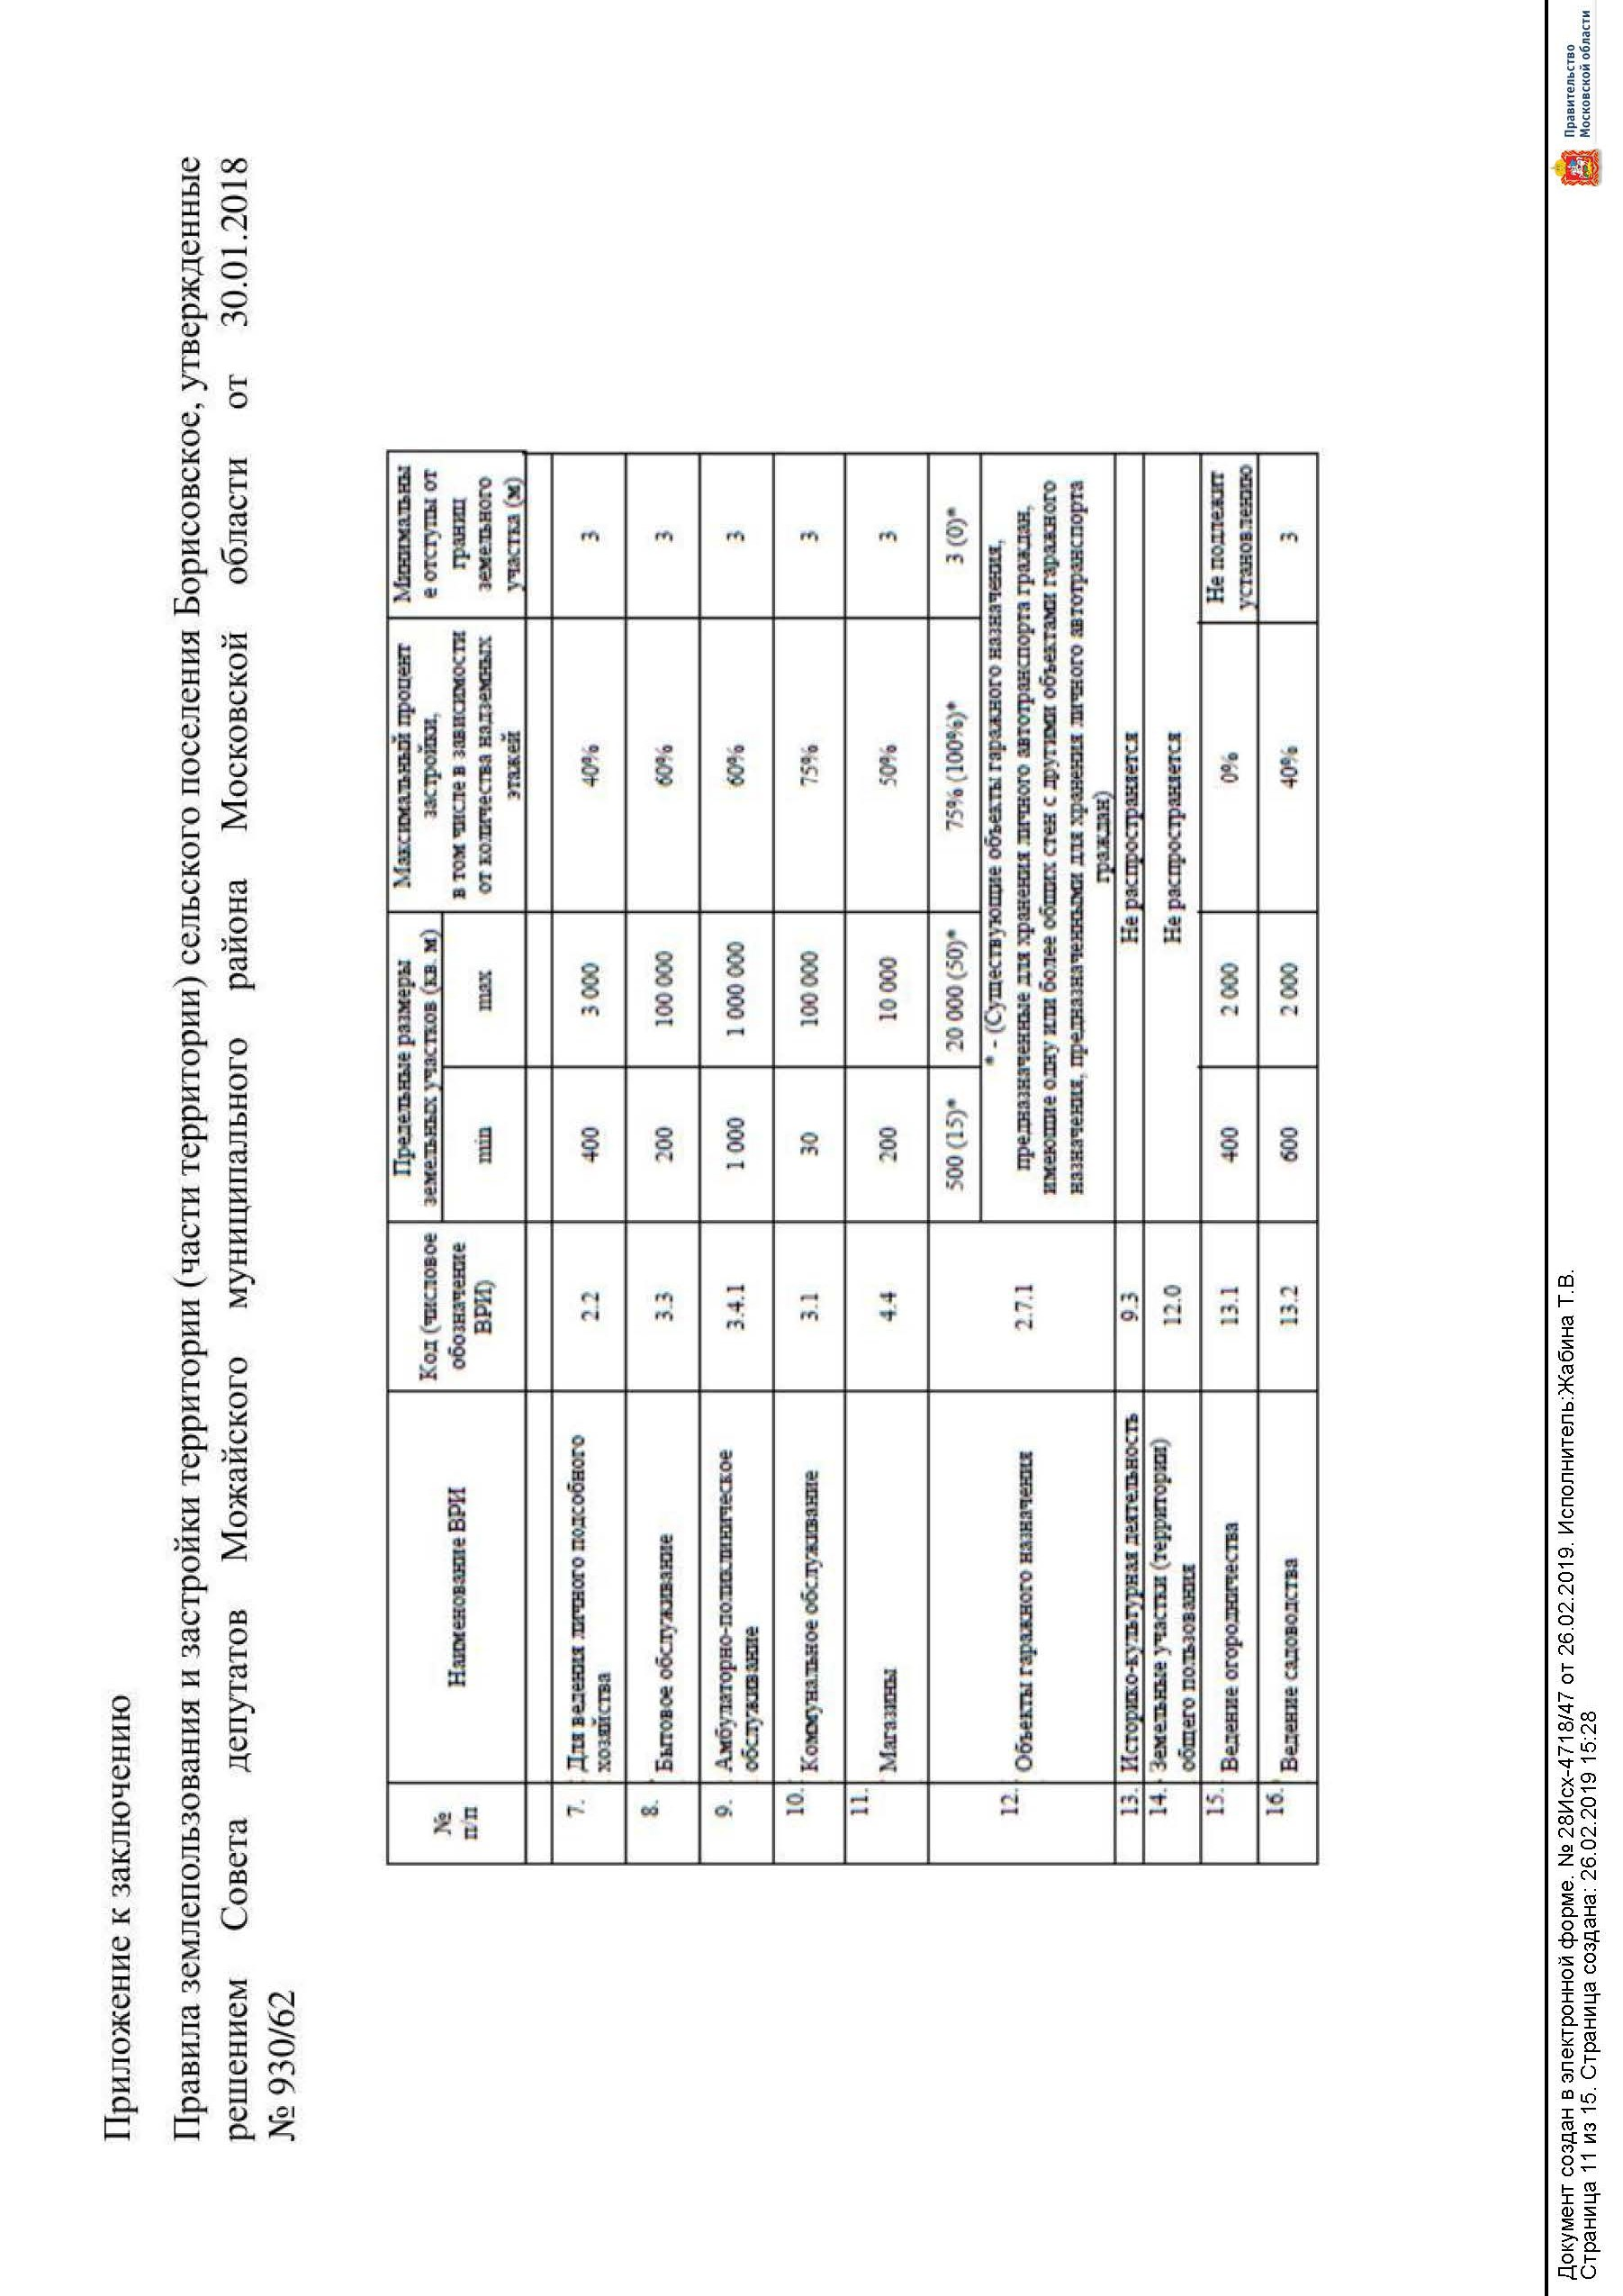 Приложение к заключению
Правила землепользования и застройки территории (части территории) сельского поселения Борисовское, утвержденные
решением Совета депутатов Можайского муниципального района Московской области от 30.01.2018
№ 930/62
№
п/п
Наименование ВРИ
Код (числовое
обозначение
ВРИ)
Предельные размеры
земельных участков (кв. м)
min
max
Максимальный процент
застройки,
в том числе в зависимости
от количества надземных
этажей
Минимальны
е отступы от
границ
земельного
участка (м)
7. Для ведения личного подсобного
хозяйства
2.2 400 3 000 40% 3
8. Бытовое обслуживание 3.3 200 100 000 60% 3
9. Амбулаторно-поликлиническое
обслуживание
3.4.1 1 000 1 000 000 60% 3
10. Коммунальное обслуживание 3.1 30 100 000 75% 3
11. Магазины 4.4 200 10 000 50% 3
12. Объекты гаражного назначения 2.7.1
500 (15)* 20 000 (50)* 75% (100%)* 3 (0)*
* - (Существующие объекты гаражного назначения,
предназначенные для хранения личного автотранспорта граждан,
имеющие одну или более общих стен с другими объектами гаражного
назначения, предназначенными для хранения личного автотранспорта
граждан)
13. Историко-культурная деятельность 9.3 Не распространяется
14. Земельные участки (территории)
общего пользования
12.0 Не распространяется
15. Ведение огородничества 13.1 400 2 000 0% Не подлежит
установлению
16. Ведение садоводства 13.2 600 2 000 40% 3
Документ создан в электронной форме. № 28Исх-4718/47 от 26.02.2019. Исполнитель:Жабина Т.В.
Страница 11 из 15. Страница создана: 26.02.2019 15:28
Правительство
Московской области